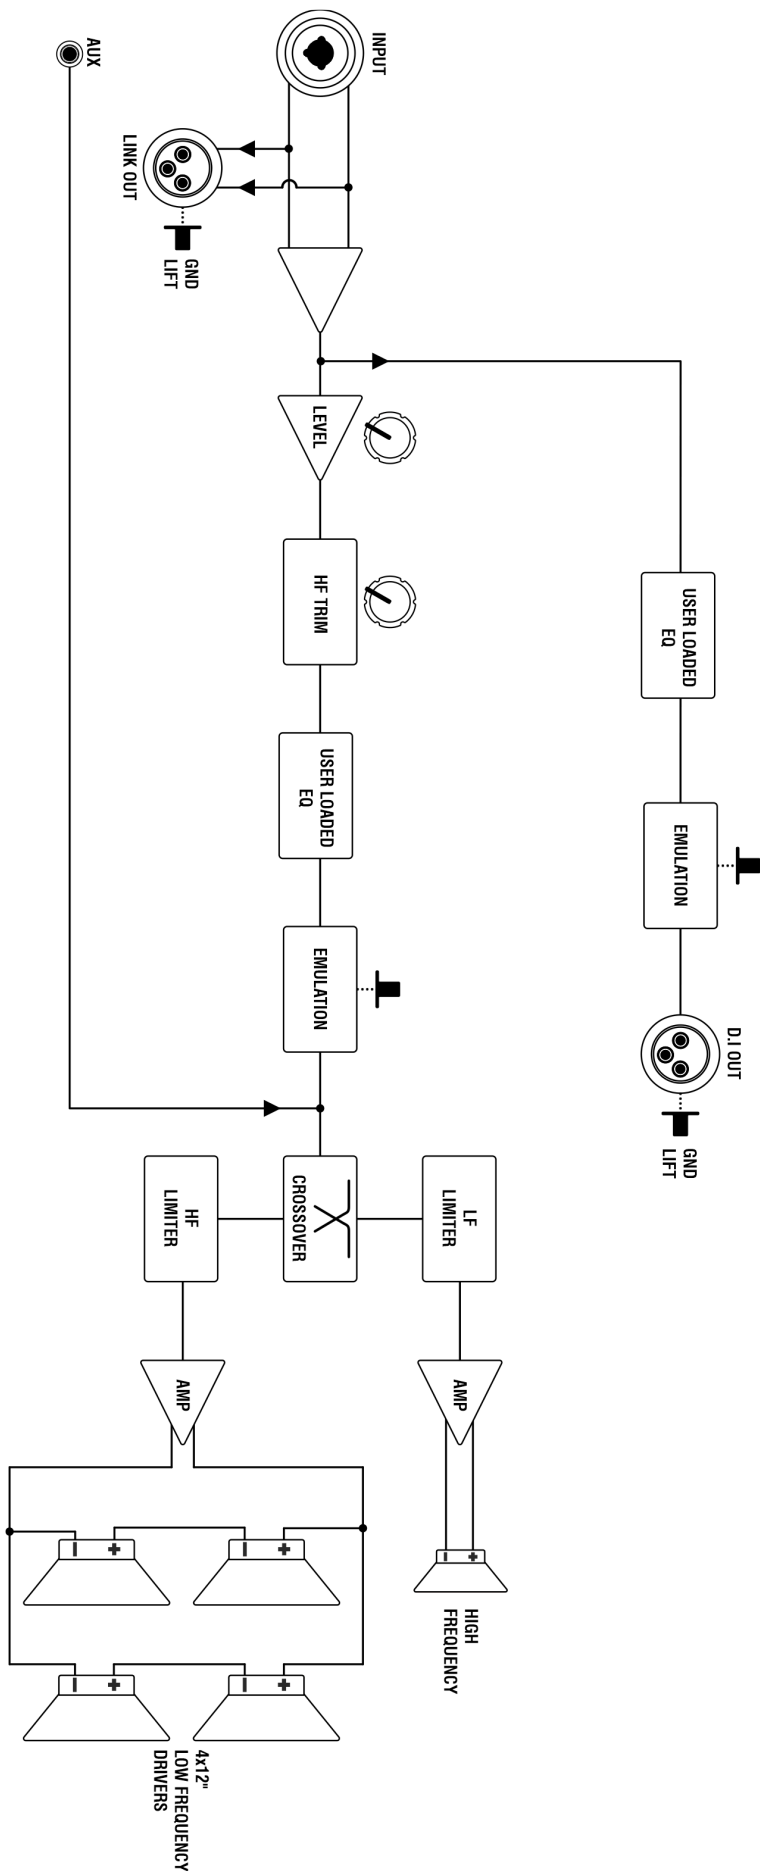 D.I OUT
GND
LIFT
USER LOADED
EQ
EMULATION
INPUT
LEVEL
HF TRIM
USER LOADED
EQ
EMULATION
CROSSOVER
LF
LIMITER
AMP
HIGH
FREQUENCY
HF
LIMITER
AMP
4x12"
LOW FREQUENCY
DRIVERS
+
−
+
−
+
−
+
−
+
−
LINK OUT
GND
LIFT
AUX